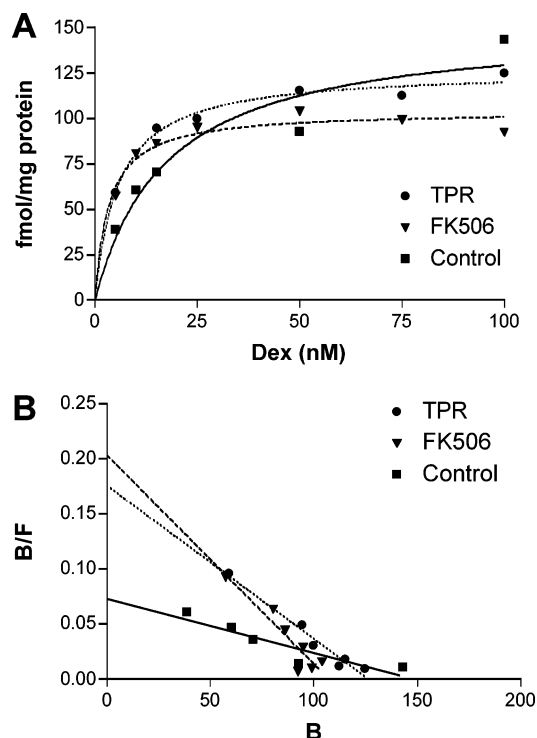 A
150
125
100
75
50
25
0
fmol/mg protein
TPR
FK506
Control
0 25 50 75 100
Dex (nM)
B
0.25
0.20
0.15
0.10
0.05
0.00
B/F
TPR
FK506
Control
0 50 100 150 200
B